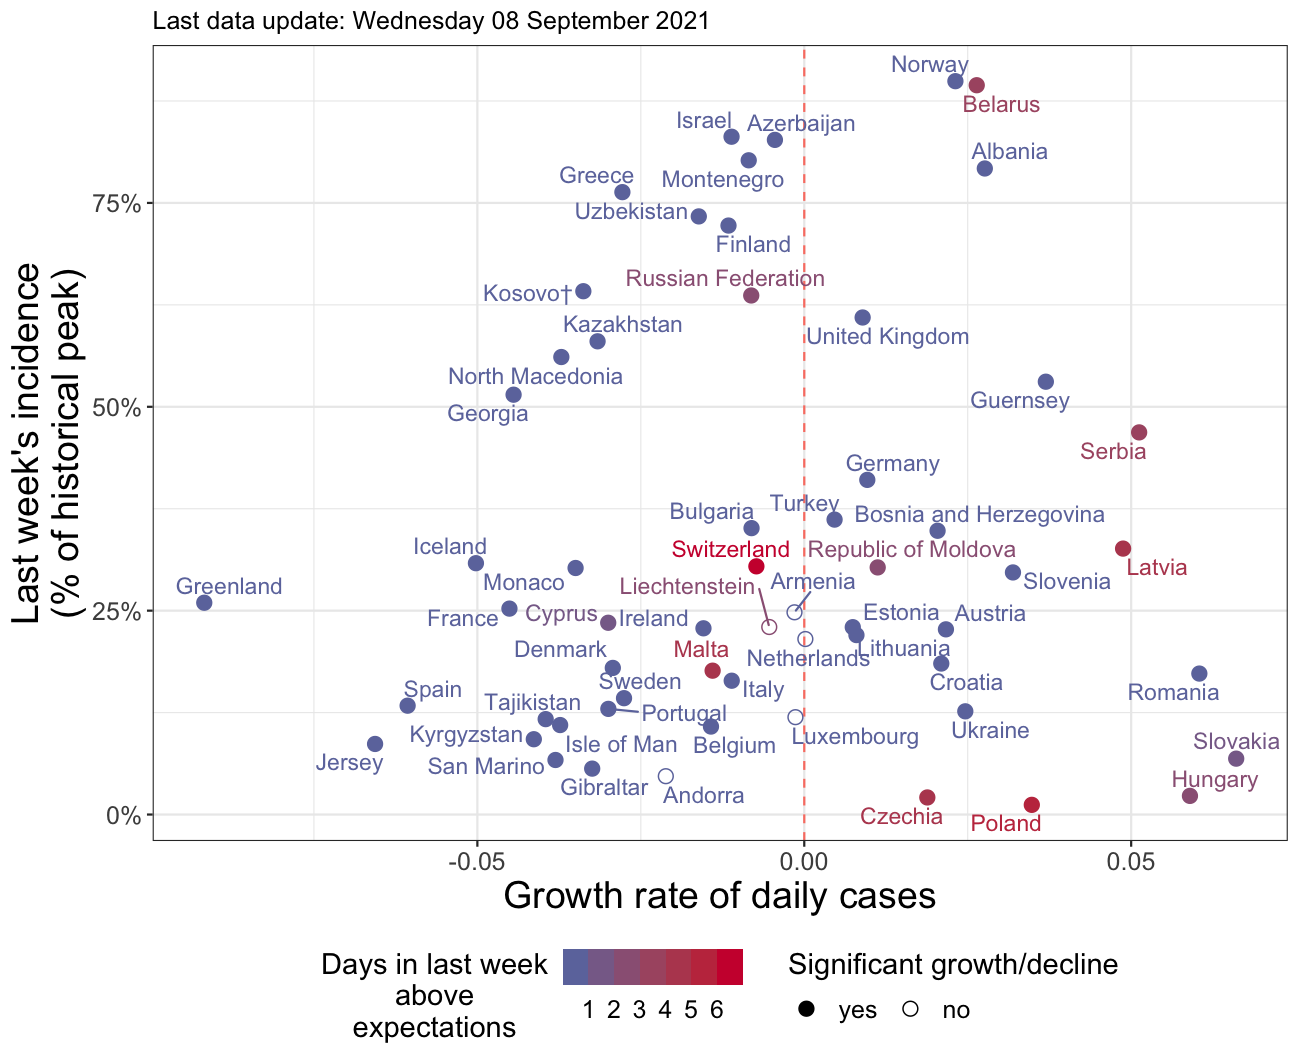 Last data update: Wednesday 08 September 2021
Norway
Belarus
Israel
Azerbaijan
Albania
Greece
Montenegro
75%
Uzbekistan
Finland
Russian Federation
Kosovo†
Kazakhstan
United Kingdom
North Macedonia
50%
Georgia
Guernsey
Serbia
Germany
Bulgaria
Turkey
Bosnia and Herzegovina
Iceland
Switzerland
Republic of Moldova
Latvia
Greenland
Monaco
Liechtenstein
Armenia
Slovenia
25%
France
Cyprus
Ireland
Estonia
Austria
Denmark
Malta
Netherlands
Lithuania
Spain
Sweden
Italy
Croatia
Romania
Tajikistan
Portugal
Kyrgyzstan
Isle of Man
Belgium
Luxembourg
Ukraine
Slovakia
Jersey
San Marino
Gibraltar
Andorra
Hungary
0%
Czechia
Poland
Last week's incidence
(% of historical peak)
-0.05
0.00
0.05
Growth rate of daily cases
Days in last week
above
expectations
1 2 3 4 5 6
Significant growth/decline
yes
no